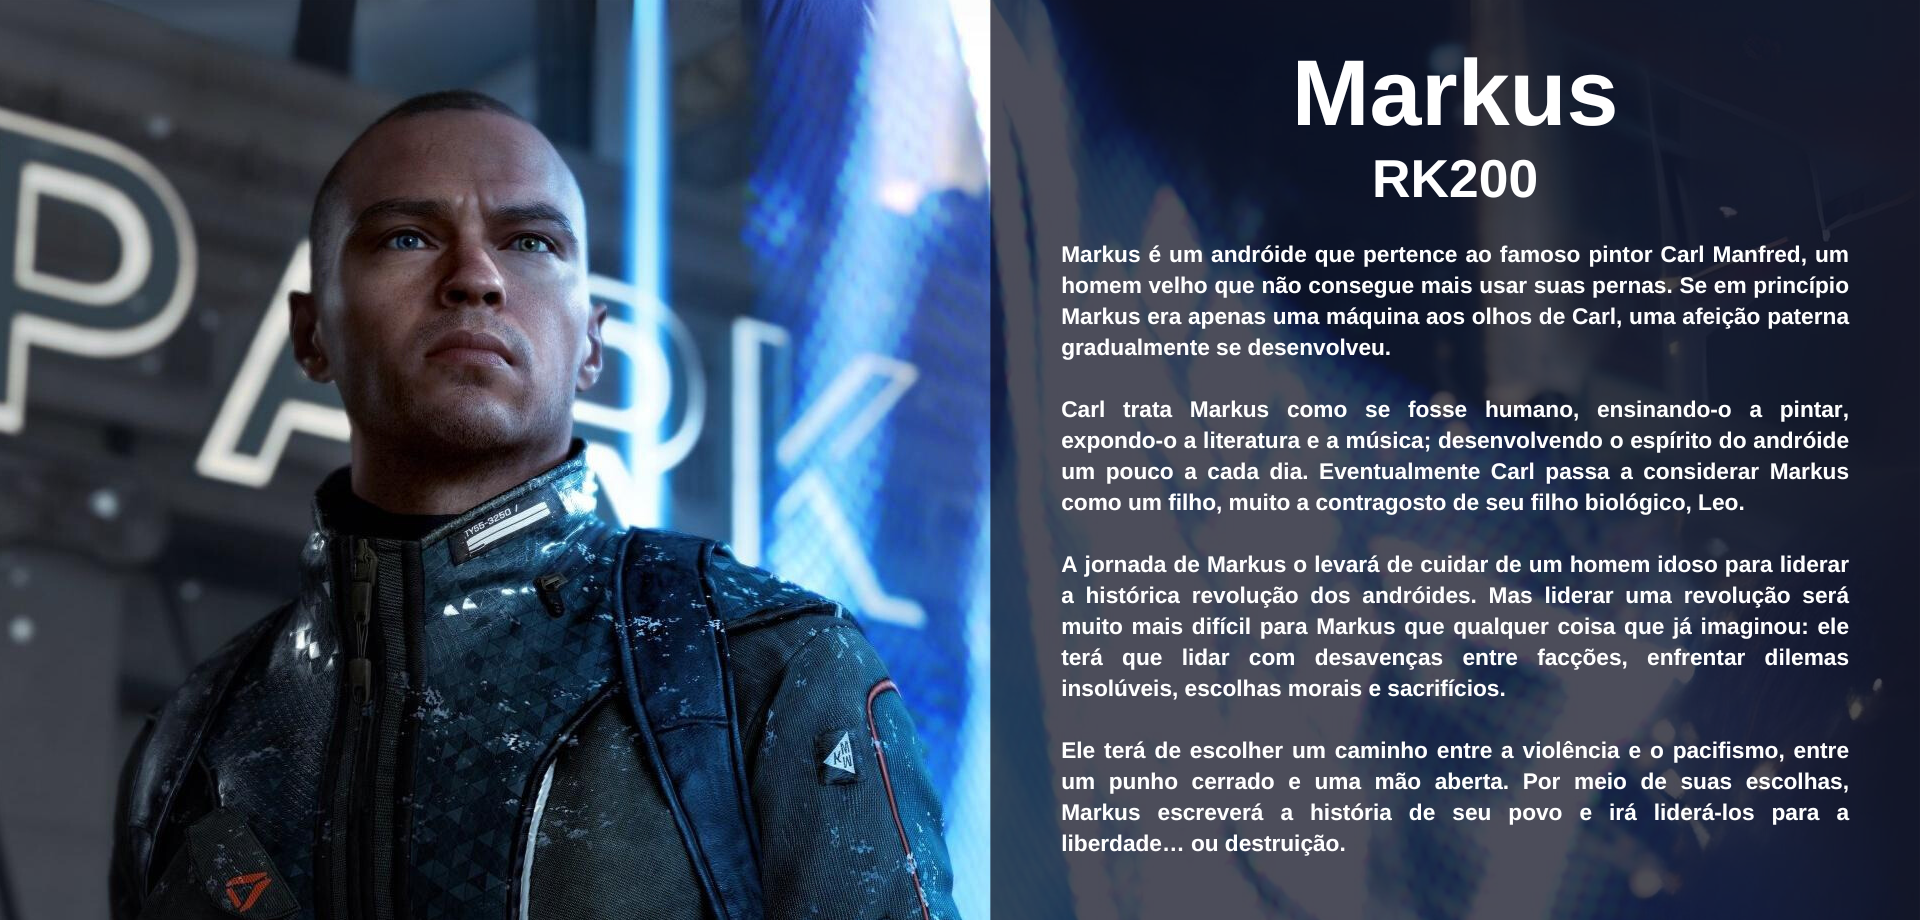 PARK
TYS5-3250 /
Markus
RK200
Markus é um andróide que pertence ao famoso pintor Carl Manfred, um
homem velho que não consegue mais usar suas pernas. Se em princípio
Markus era apenas uma máquina aos olhos de Carl, uma afeição paterna
gradualmente se desenvolveu.
Carl trata Markus como se fosse humano, ensinando-o a pintar,
expondo-o a literatura e a música; desenvolvendo o espírito do andróide
um pouco a cada dia. Eventualmente Carl passa a considerar Markus
como um filho, muito a contragosto de seu filho biológico, Leo.
A jornada de Markus o levará de cuidar de um homem idoso para liderar
a histórica revolução dos andróides. Mas liderar uma revolução será
muito mais difícil para Markus que qualquer coisa que já imaginou: ele
terá que lidar com desavenças entre facções, enfrentar dilemas
insolúveis, escolhas morais e sacrifícios.
Ele terá de escolher um caminho entre a violência e o pacifismo, entre
um punho cerrado e uma mão aberta. Por meio de suas escolhas,
Markus escreverá a história de seu povo e irá liderá-los para a
liberdade… ou destruição.